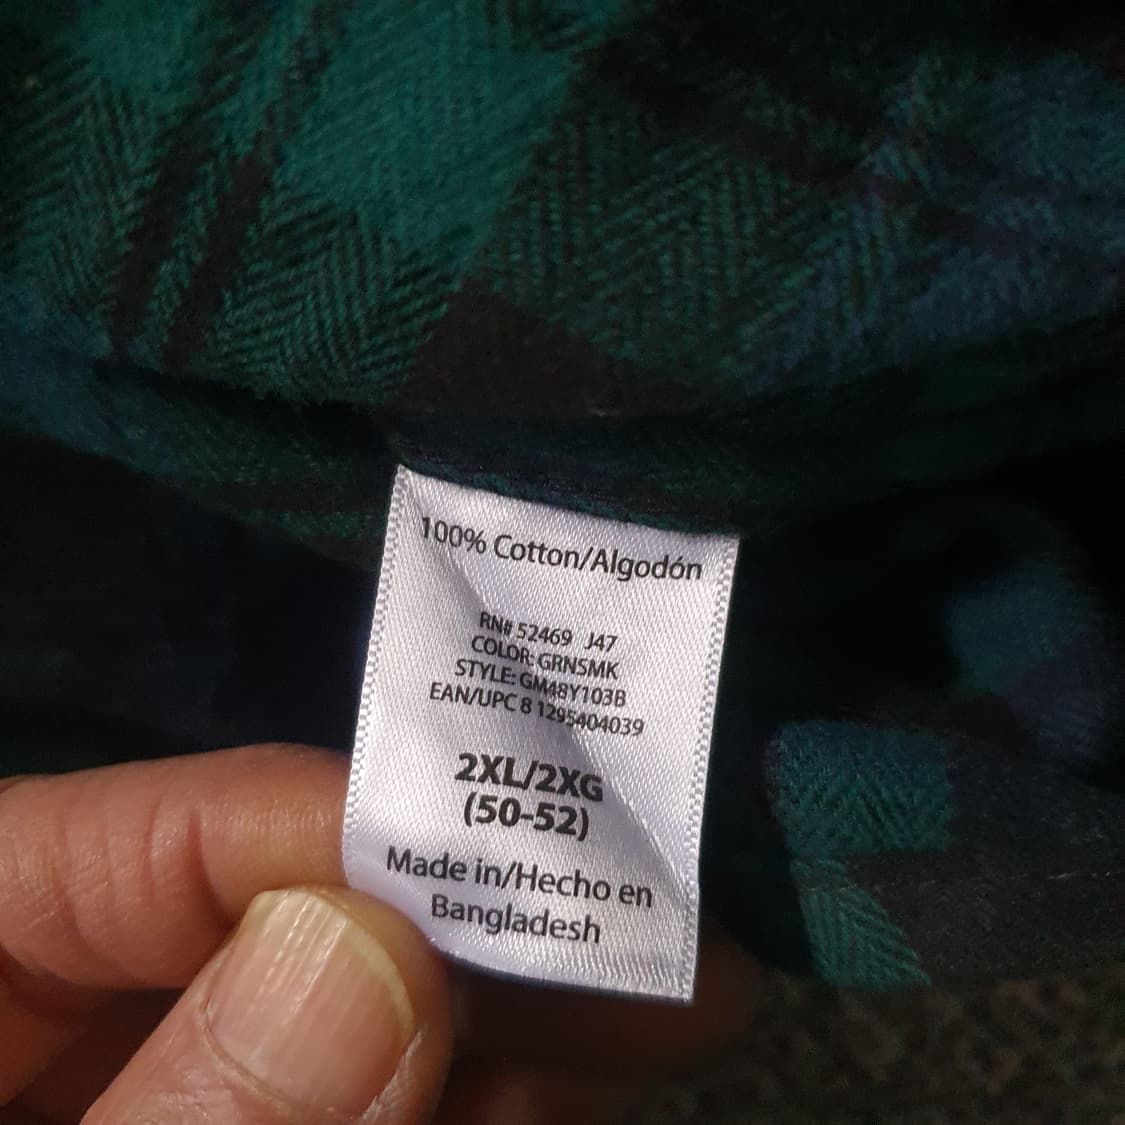 100% Cotton/Algodón
RN# 52469 J47
COLOR: GRNSMK
STYLE: GM48Y103B
EAN/UPC 8 1295404039
2XL/2XG
(50-52)
Made in/Hecho en
Bangladesh